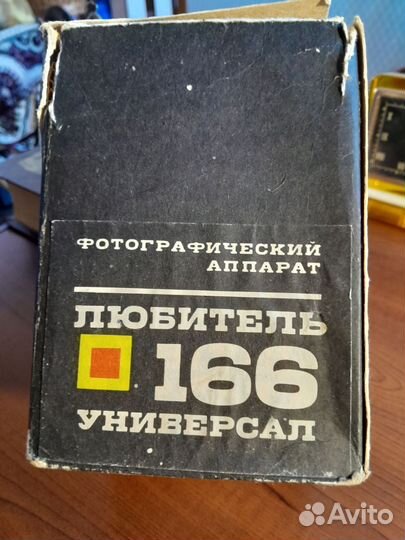 ФОТОГРАФИЧЕСКИЙ
АППАРАТ
ЛЮБИТЕЛЬ
166
УНИВЕРСАЛ
Avito